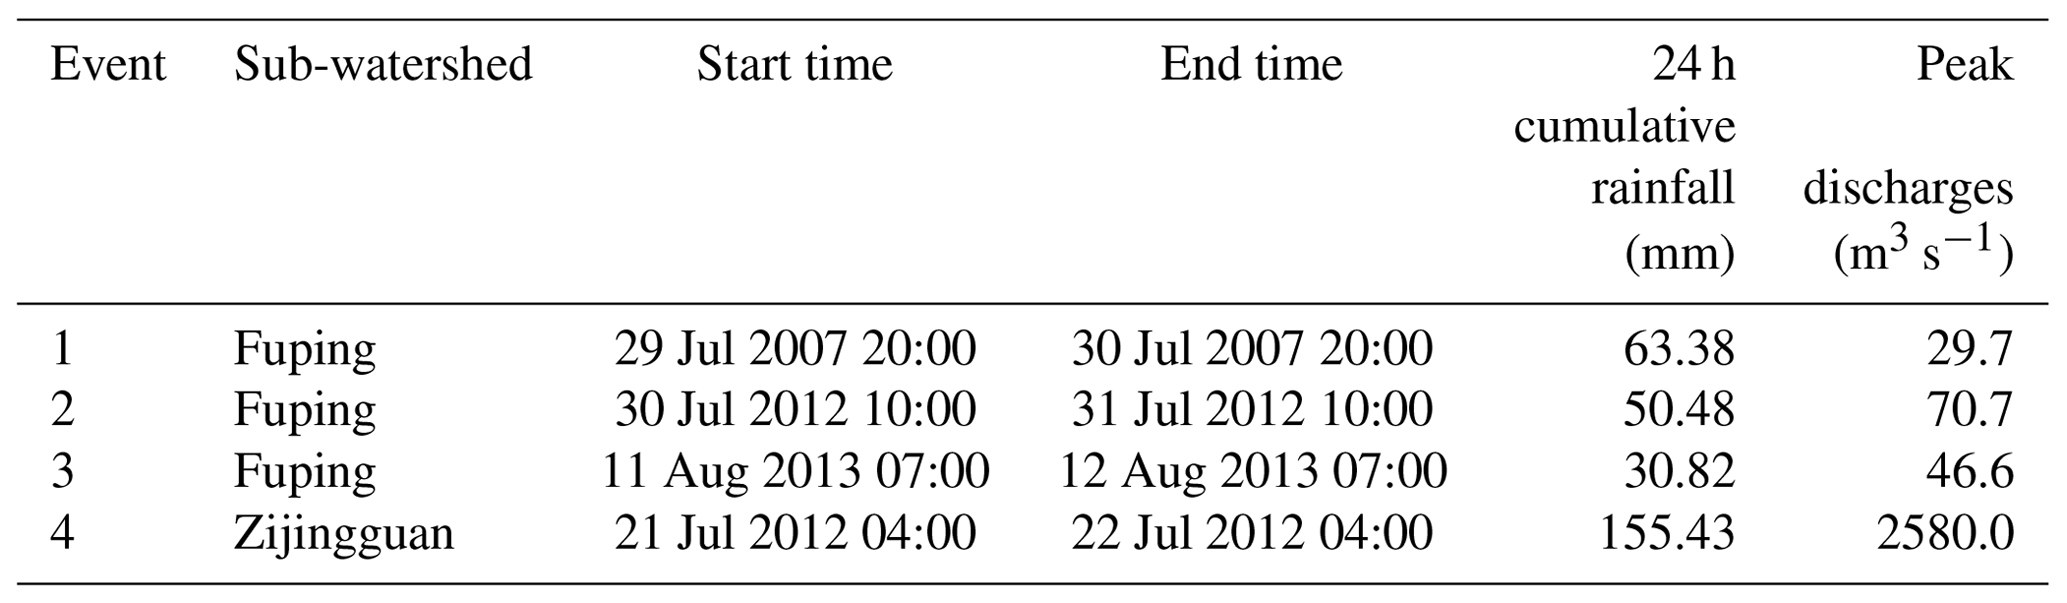 Event Sub-watershed Start time End time 24 h Peak
cumulative
rainfall discharges
(mm) (m³ s⁻¹)
1 Fuping 29 Jul 2007 20:00 30 Jul 2007 20:00 63.38 29.7
2 Fuping 30 Jul 2012 10:00 31 Jul 2012 10:00 50.48 70.7
3 Fuping 11 Aug 2013 07:00 12 Aug 2013 07:00 30.82 46.6
4 Zijingguan 21 Jul 2012 04:00 22 Jul 2012 04:00 155.43 2580.0